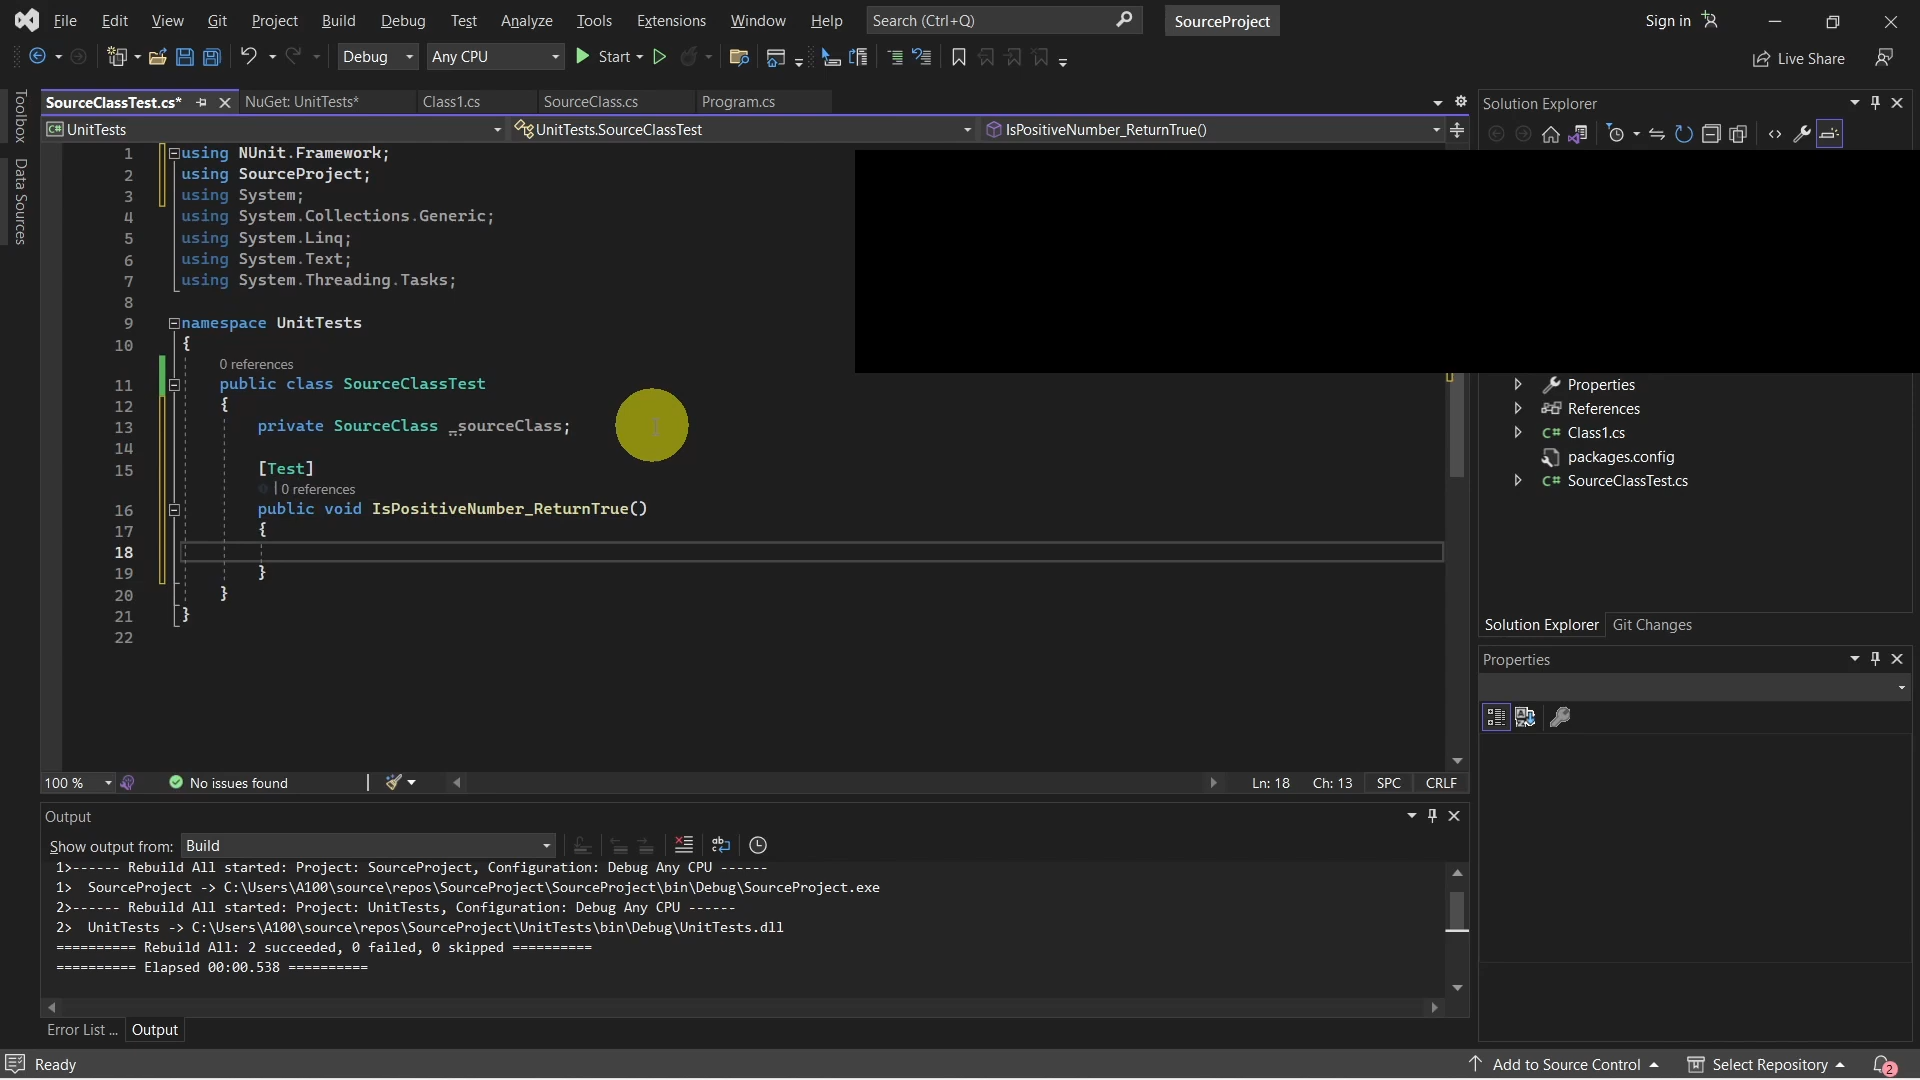 File Edit View Git Project Build Debug Test Analyze Tools Extensions Window Help Search (Ctrl+Q) SourceProject Sign in
Debug Any CPU Start Live Share
Toolbox
Data Sources
SourceClassTest.cs* NuGet: UnitTests* Class1.cs SourceClass.cs Program.cs
UnitTests UnitTests.SourceClassTest IsPositiveNumber_ReturnTrue()
1 using NUnit.Framework;
2 using SourceProject;
3 using System;
4 using System.Collections.Generic;
5 using System.Linq;
6 using System.Text;
7 using System.Threading.Tasks;
8
9 namespace UnitTests
10 {
0 references
11 public class SourceClassTest
12 {
13 private SourceClass _sourceClass;
14
15 [Test]
0 references
16 public void IsPositiveNumber_ReturnTrue()
17 {
18
19 }
20 }
21 }
22
100 % No issues found Ln: 18 Ch: 13 SPC CRLF
Output
Show output from: Build
1>------ Rebuild All started: Project: SourceProject, Configuration: Debug Any CPU ------
1>  SourceProject -> C:\Users\A100\source\repos\SourceProject\SourceProject\bin\Debug\SourceProject.exe
2>------ Rebuild All started: Project: UnitTests, Configuration: Debug Any CPU ------
2>  UnitTests -> C:\Users\A100\source\repos\SourceProject\UnitTests\bin\Debug\UnitTests.dll
========== Rebuild All: 2 succeeded, 0 failed, 0 skipped ==========
========== Elapsed 00:00.538 ==========
Error List ... Output
Solution Explorer
Properties
References
C# Class1.cs
packages.config
C# SourceClassTest.cs
Solution Explorer Git Changes
Properties
Ready Add to Source Control Select Repository 2